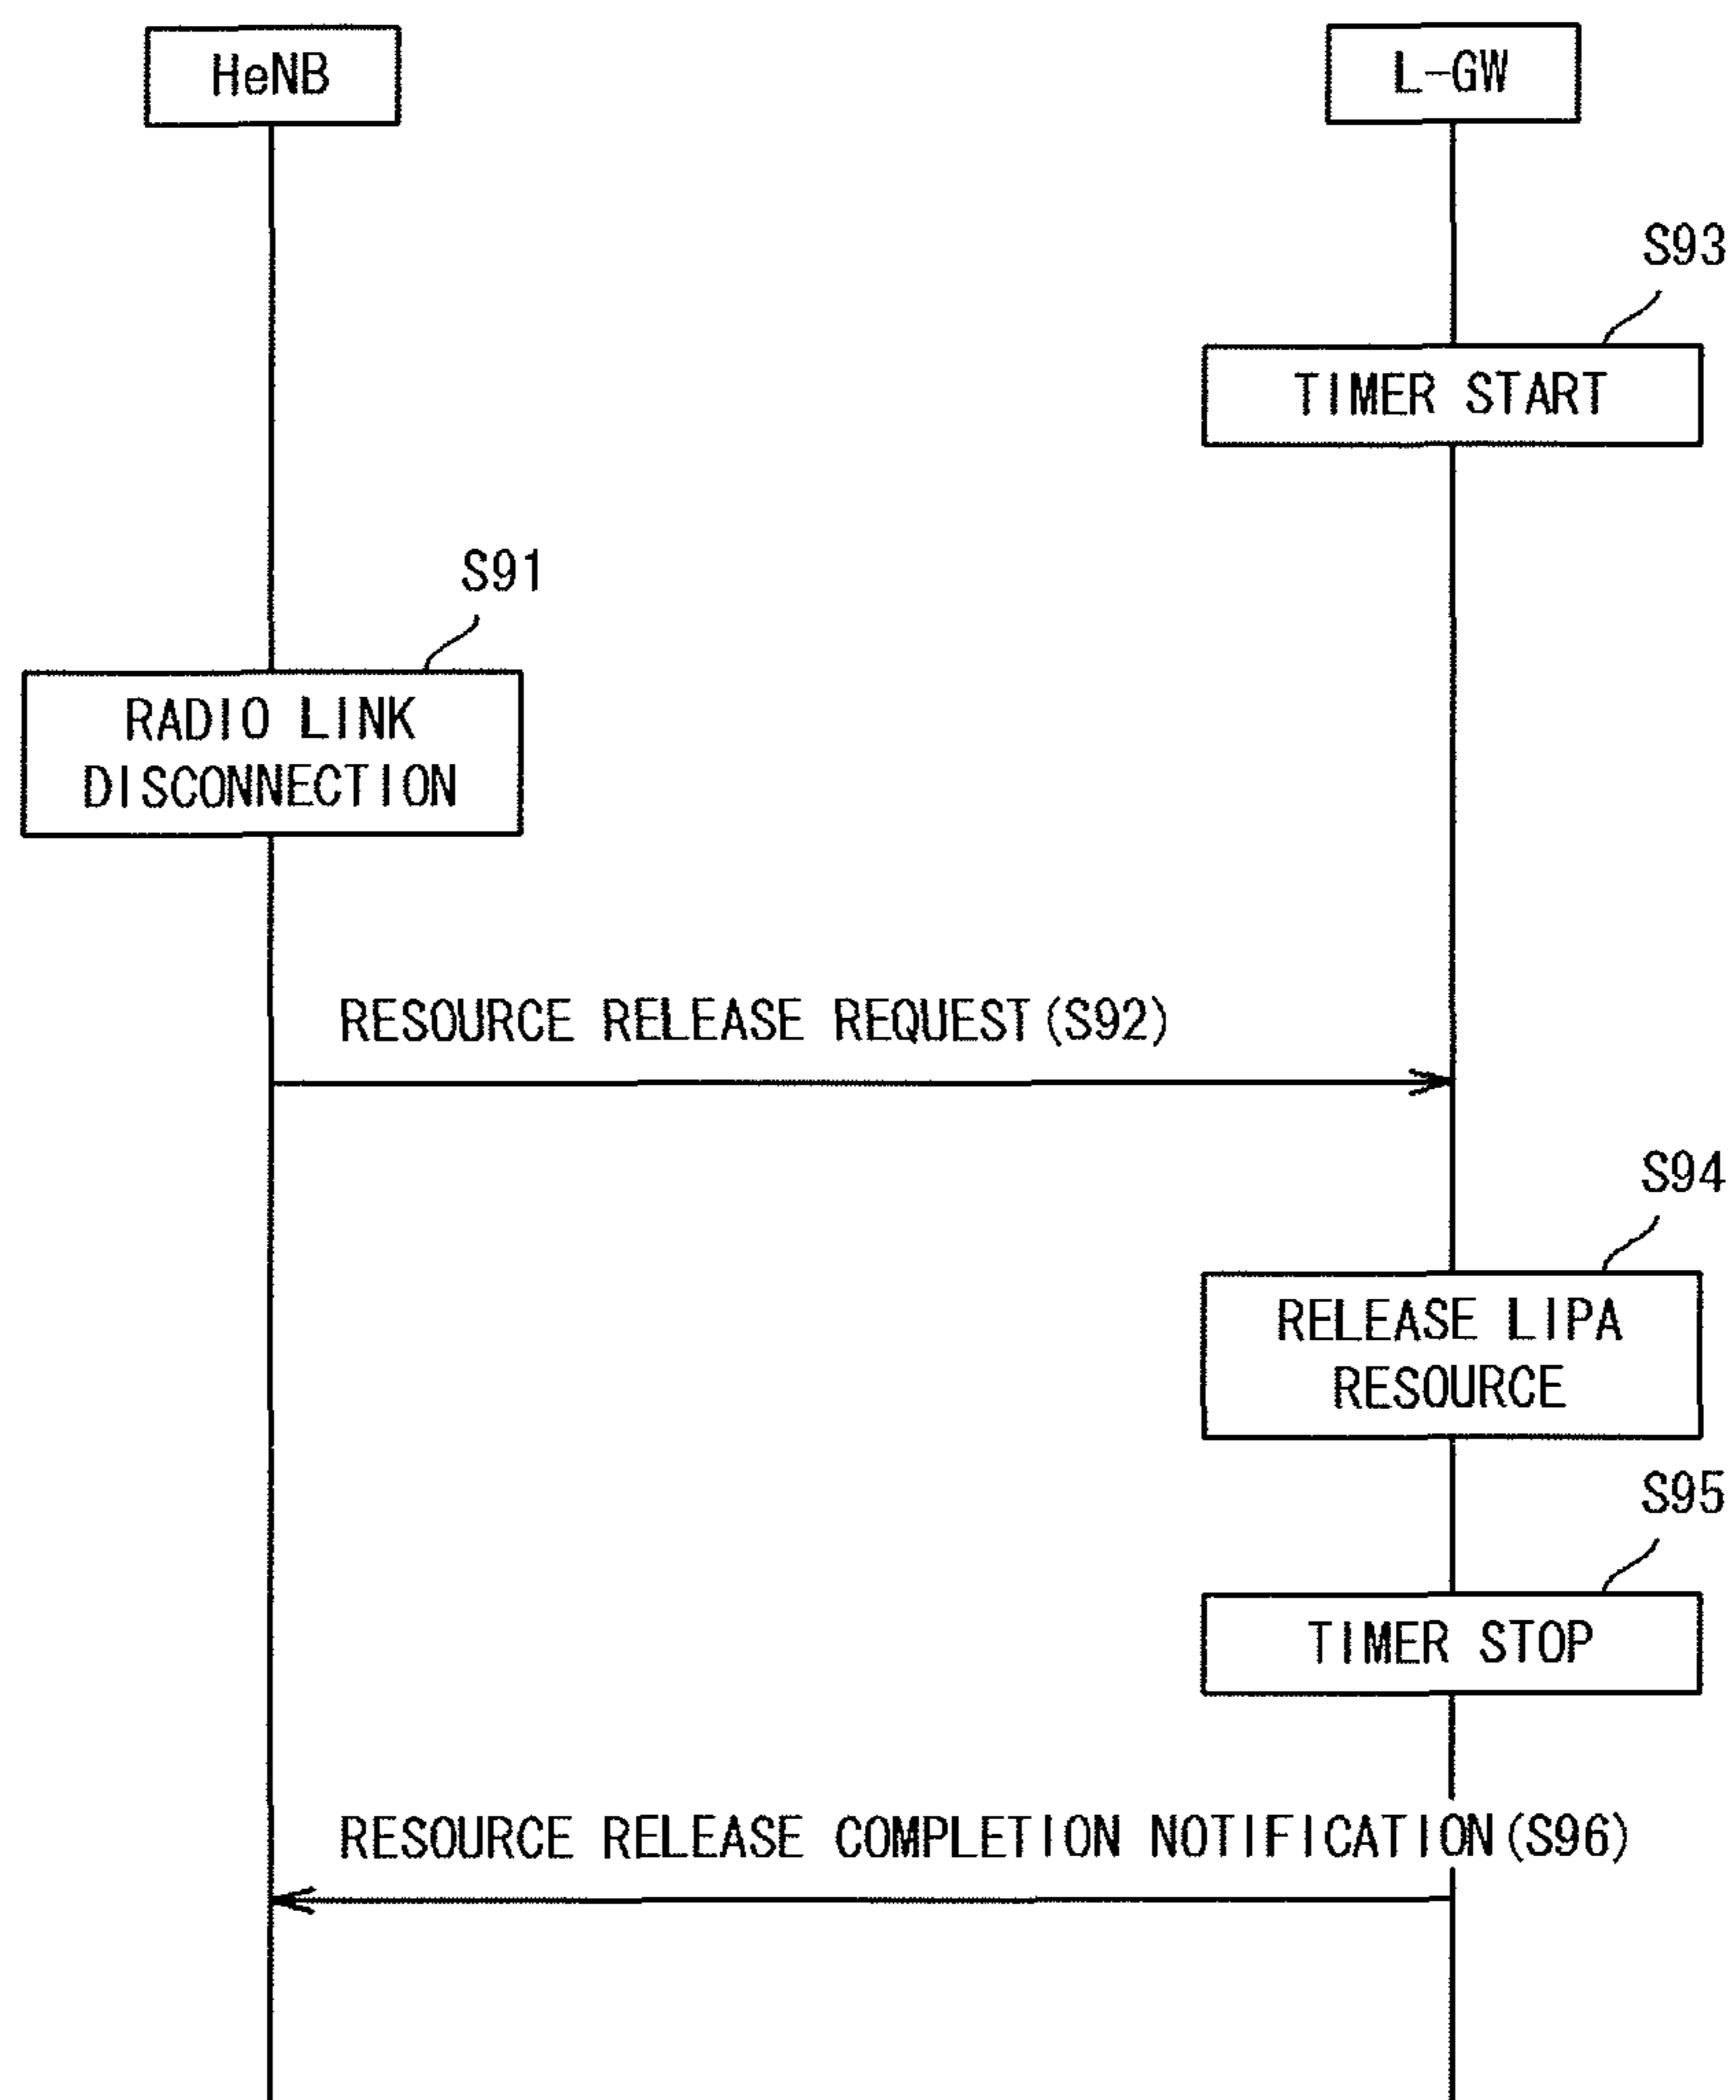 HeNB
L-GW
S93
TIMER START
S91
RADIO LINK
DISCONNECTION
RESOURCE RELEASE REQUEST(S92)
S94
RELEASE LIPA
RESOURCE
S95
TIMER STOP
RESOURCE RELEASE COMPLETION NOTIFICATION(S96)